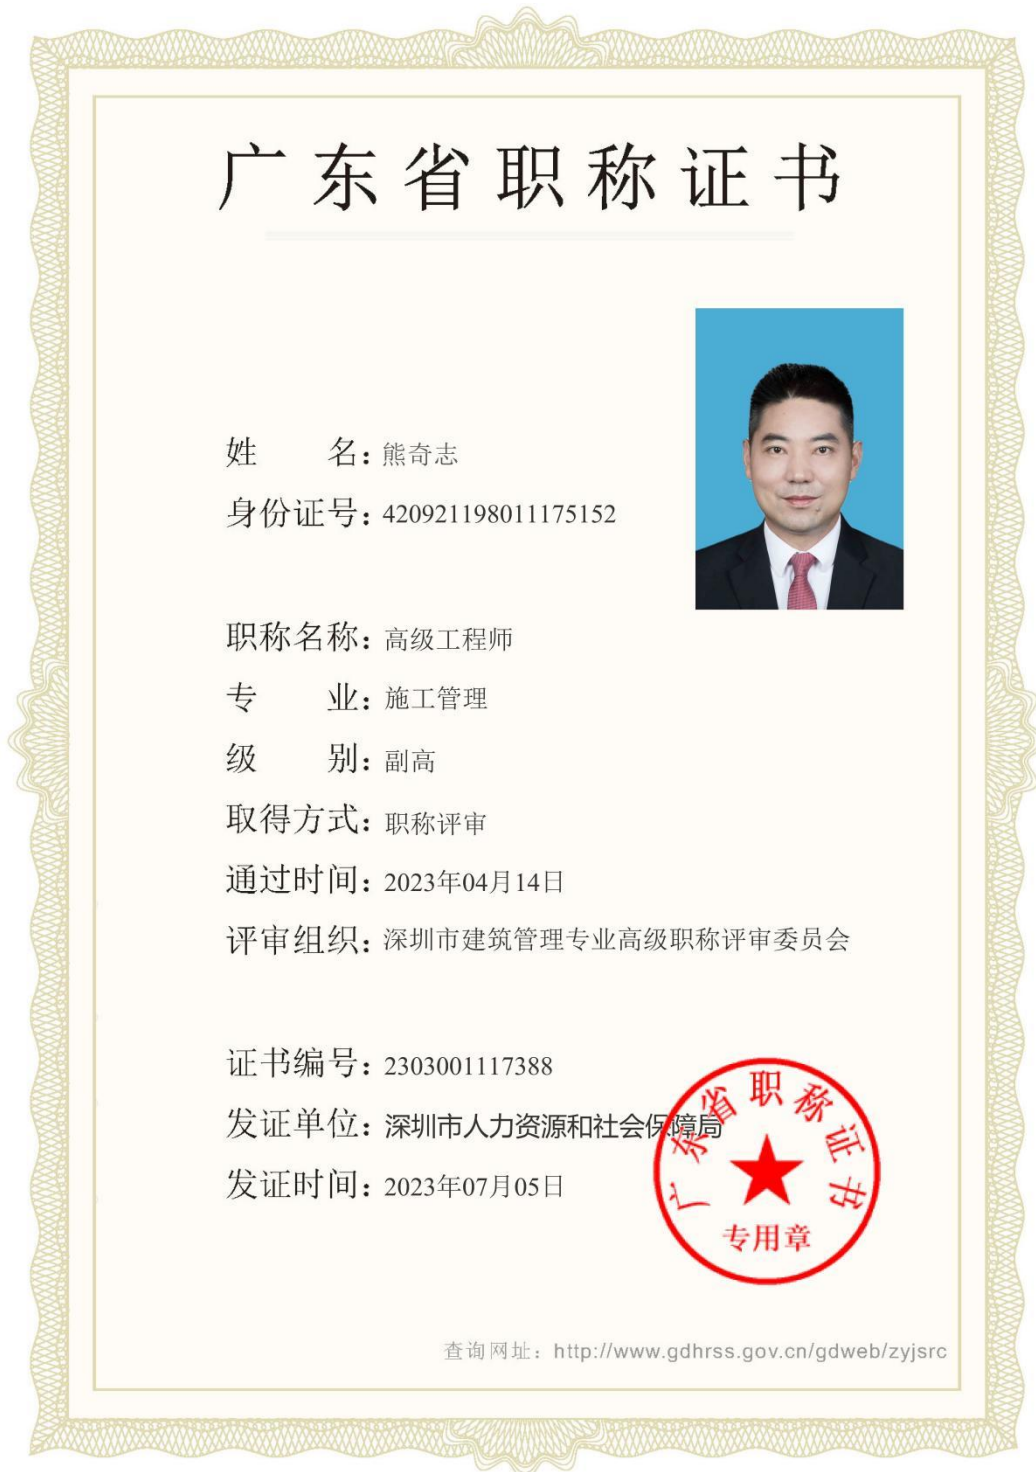 广东省职称证书
姓 名：熊奇志
身份证号：420921198011175152
职称名称：高级工程师
专 业：施工管理
级 别：副高
取得方式：职称评审
通过时间：2023年04月14日
评审组织：深圳市建筑管理专业高级职称评审委员会
证书编号：2303001117388
发证单位：深圳市人力资源和社会保障局
发证时间：2023年07月05日
广东省职称证书
专用章
查询网址：http://www.gdhrss.gov.cn/gdweb/zyjsrc